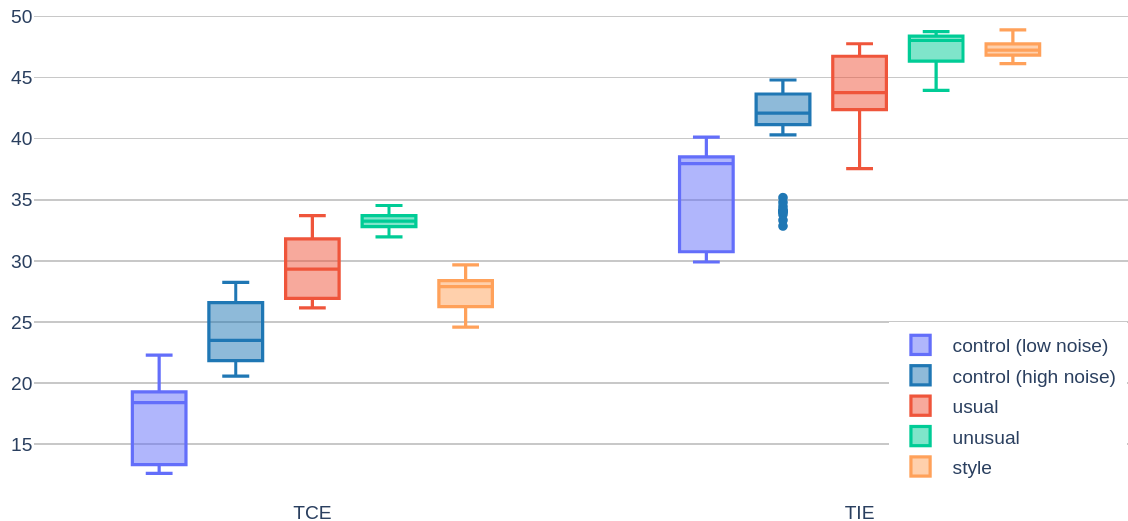 50
45
40
35
30
25
20
15
control (low noise)
control (high noise)
usual
unusual
style
TCE
TIE